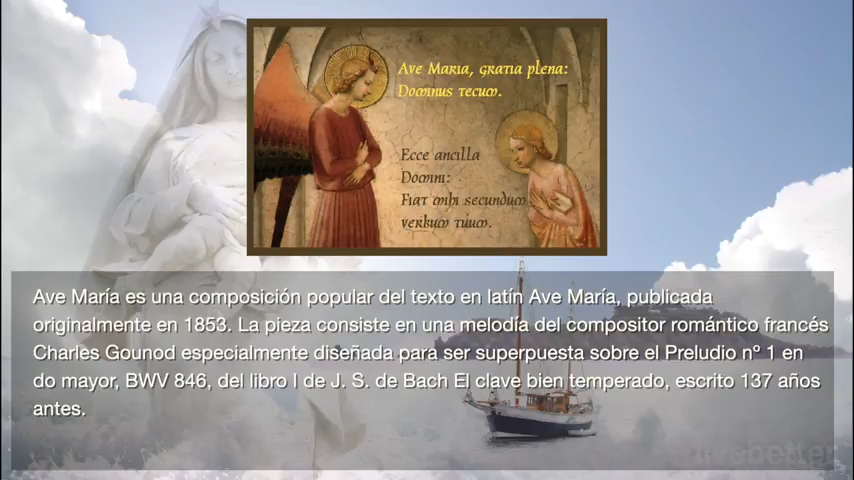 Ave Maria, gratia plena:
Dominus tecum.
Ecce ancilla
Domini:
Fiat mihi secundum
verbum tuum.
Ave María es una composición popular del texto en latín Ave María, publicada
originalmente en 1853. La pieza consiste en una melodía del compositor romántico francés
Charles Gounod especialmente diseñada para ser superpuesta sobre el Preludio nº 1 en
do mayor, BWV 846, del libro I de J. S. de Bach El clave bien temperado, escrito 137 años
antes.